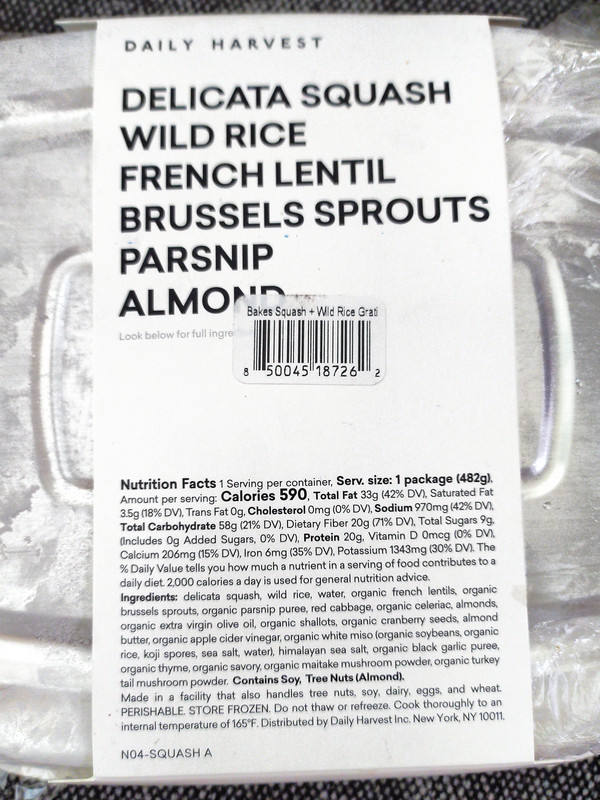 DAILY HARVEST
DELICATA SQUASH
WILD RICE
FRENCH LENTIL
BRUSSELS SPROUTS
PARSNIP
ALMOND
Look below for full ingre
Bakes Squash + Wild Rice Grati
8 50045 18726 2
Nutrition Facts 1 Serving per container, Serv. size: 1 package (482g),
Amount per serving: Calories 590, Total Fat 33g (42% DV), Saturated Fat
3.5g (18% DV), Trans Fat 0g, Cholesterol 0mg (0% DV), Sodium 970mg (42% DV),
Total Carbohydrate 58g (21% DV), Dietary Fiber 20g (71% DV), Total Sugars 9g,
(Includes 0g Added Sugars, 0% DV), Protein 20g, Vitamin D 0mcg (0% DV),
Calcium 206mg (15% DV), Iron 6mg (35% DV), Potassium 1343mg (30% DV). The
% Daily Value tells you how much a nutrient in a serving of food contributes to a
daily diet. 2,000 calories a day is used for general nutrition advice.
Ingredients: delicata squash, wild rice, water, organic french lentils, organic
brussels sprouts, organic parsnip puree, red cabbage, organic celeriac, almonds,
organic extra virgin olive oil, organic shallots, organic cranberry seeds, almond
butter, organic apple cider vinegar, organic white miso (organic soybeans, organic
rice, koji spores, sea salt, water), himalayan sea salt, organic black garlic puree,
organic thyme, organic savory, organic maitake mushroom powder, organic turkey
tail mushroom powder. Contains Soy, Tree Nuts (Almond).
Made in a facility that also handles tree nuts, soy, dairy, eggs, and wheat.
PERISHABLE. STORE FROZEN. Do not thaw or refreeze. Cook thoroughly to an
internal temperature of 165°F. Distributed by Daily Harvest Inc. New York, NY 10011.
N04-SQUASH A